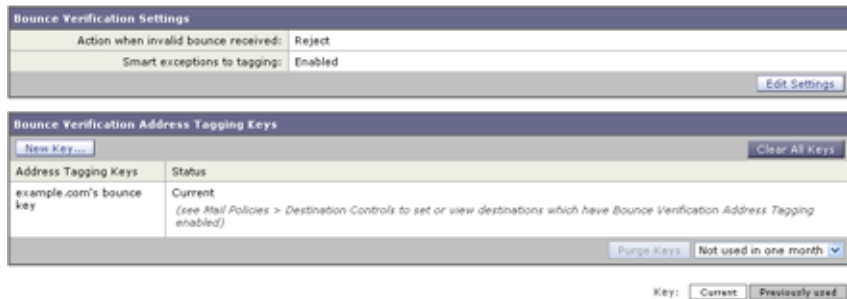 Bounce Verification Settings
Action when invalid bounce received: Reject
Smart exceptions to tagging: Enabled
Edit Settings
Bounce Verification Address Tagging Keys
New Key...
Clear All Keys
Address Tagging Keys Status
example.com's bounce key
Current
(see Mail Policies > Destination Controls to set or view destinations which have Bounce Verification Address Tagging
enabled)
Purge Keys Not used in one month
Key: Current Previously used